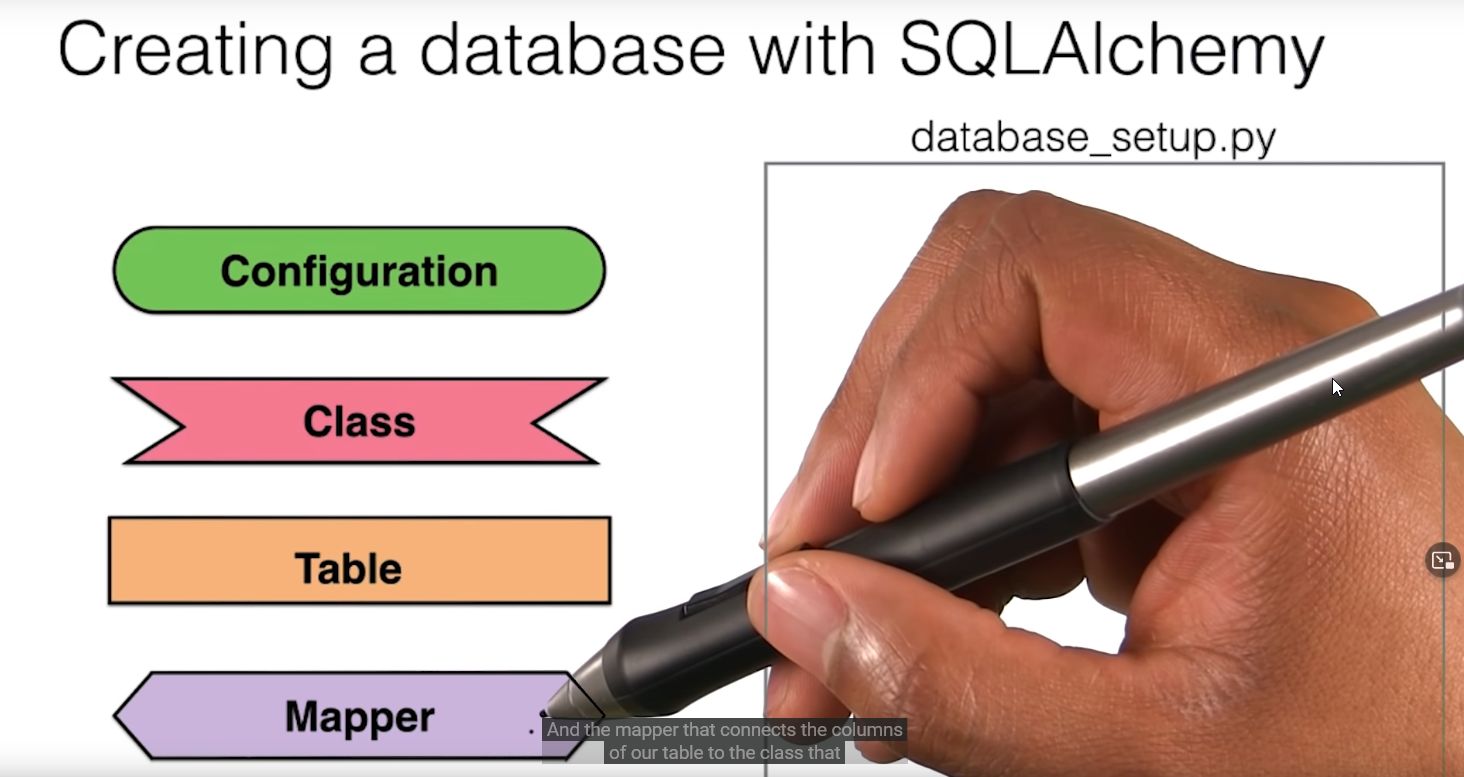 Creating a database with SQLAlchemy
database_setup.py
Configuration
Class
Table
Mapper
And the mapper that connects the columns
of our table to the class that